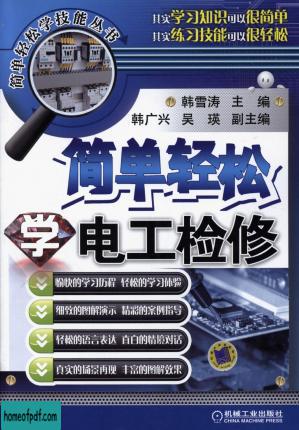 简单轻松学技能丛书
其实学习知识可以很简单
其实练习技能可以很轻松
韩雪涛 主编
韩广兴 吴瑛 副主编
简单轻松
学 电工检修
愉快的学习历程 轻松的学习体验
细致的图解演示 精彩的案例指导
轻松的语言表达 直白的情境对话
真实的场景再现 丰富的图解效果
机械工业出版社
CHINA MACHINE PRESS
homeofpdf.com